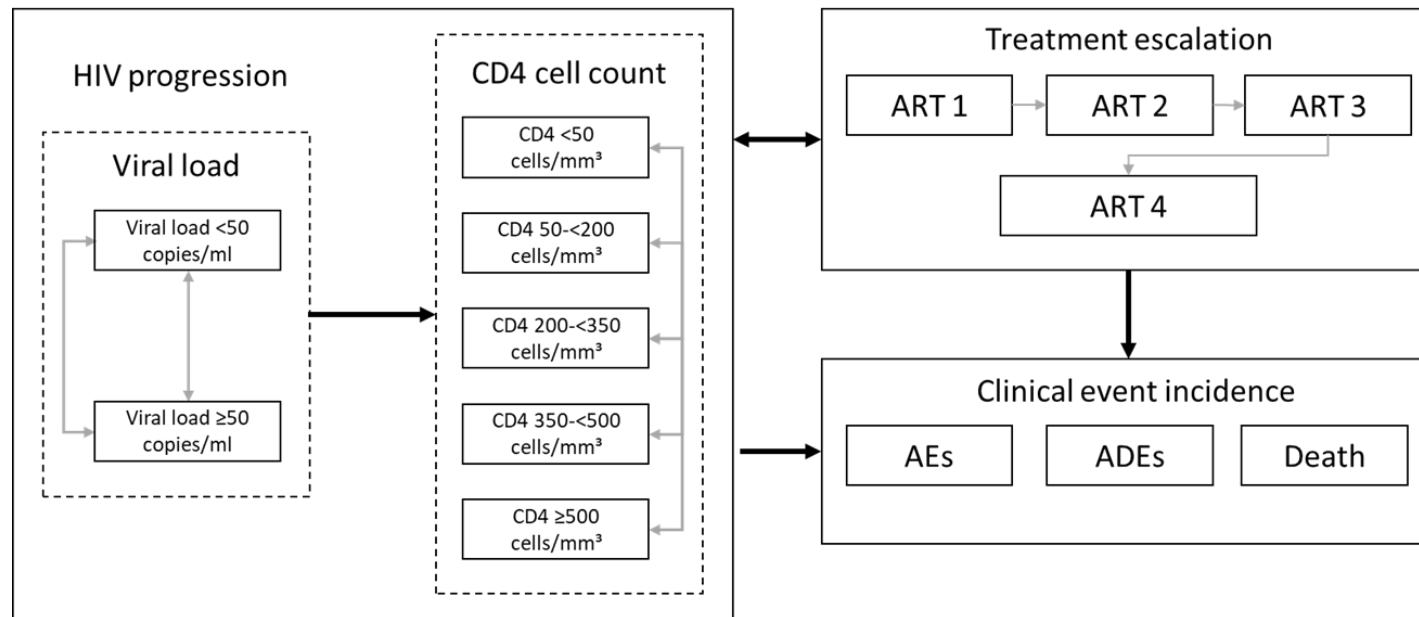 HIV progression
Viral load
Viral load <50
copies/ml
Viral load ≥50
copies/ml
CD4 cell count
CD4 <50
cells/mm³
CD4 50-<200
cells/mm³
CD4 200-<350
cells/mm³
CD4 350-<500
cells/mm³
CD4 ≥500
cells/mm³
Treatment escalation
ART 1
ART 2
ART 3
ART 4
Clinical event incidence
AEs
ADEs
Death